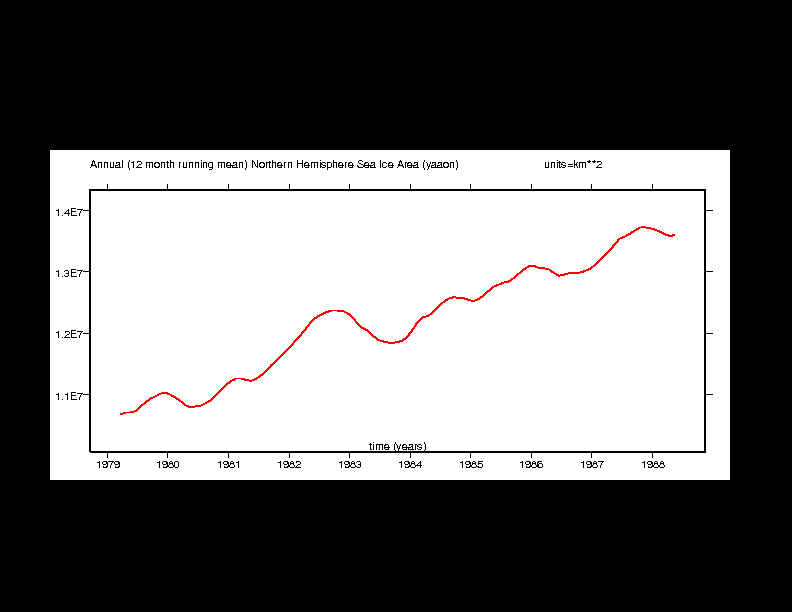 Annual (12 month running mean) Northern Hemisphere Sea Ice Area (yaaon) units=km**2
1.4E7
1.3E7
1.2E7
1.1E7
time (years)
1979 1980 1981 1982 1983 1984 1985 1986 1987 1988